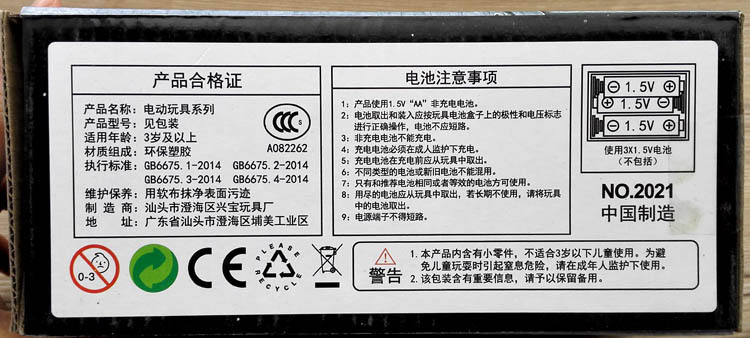 产品合格证
产品名称：电动玩具系列
产品型号：见包装
适用年龄：3岁及以上
A082262
材 质：环保塑胶
执行标准：GB6675.1-2014 GB6675.2-2014
GB6675.3-2014 GB6675.4-2014
维护保养：用软布抹净表面污迹
制 造 商：汕头市澄海区兴宝玩具厂
地 址：广东省汕头市澄海区埔美工业区
电池注意事项
1：产品使用1.5V “AA” 非充电电池。
2：电池取出和装入应按玩具电池盒子上的极性和电压标志
进行正确操作，电池不应短路。
3：非充电电池不能充电。
4：充电电池必须在成人监护下充电。
5：充电电池在充电前应从玩具中取出。
6：不同类型的电池或新旧电池不能混用。
7：只有和推荐电池相同或者等效的电池方可使用。
8：用尽的电池应从玩具中取出，若长期不使用，请将玩具
中的电池取出。
9：电源端子不得短路。
1.5V
1.5V
1.5V
使用3X1.5V电池
（不包括）
NO.2021
中国制造
0-3
CE
PLEASE RECYCLE
警告
1.本产品内含有小零件，不适合3岁以下儿童使用。为避
免儿童玩耍时引起窒息危险，请在成人监护下使用。
2.该包装含有重要信息，请予以保留备用。